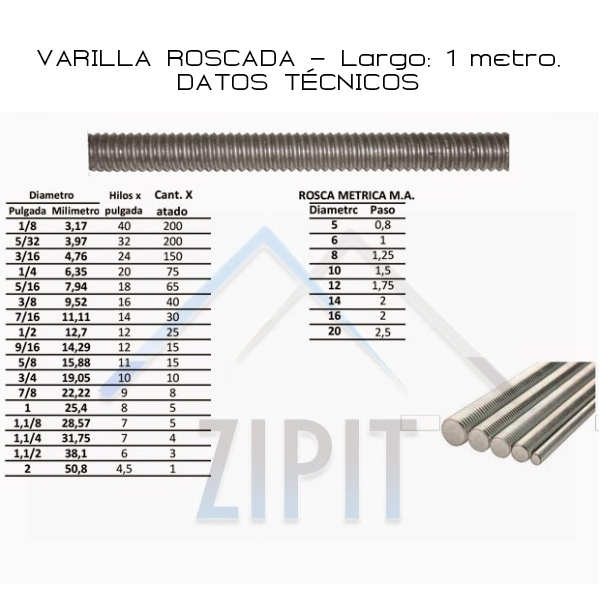 VARILLA ROSCADA – Largo: 1 metro.
DATOS TÉCNICOS
Diametro Hilos x Cant. X
Pulgada Milimetro pulgada atado
1/8 3,17 40 200
5/32 3,97 32 200
3/16 4,76 24 150
1/4 6,35 20 75
5/16 7,94 18 65
3/8 9,52 16 40
7/16 11,11 14 30
1/2 12,7 12 25
9/16 14,29 12 15
5/8 15,88 11 15
3/4 19,05 10 10
7/8 22,22 9 8
1 25,4 8 5
1,1/8 28,57 7 5
1,1/4 31,75 7 4
1,1/2 38,1 6 3
2 50,8 4,5 1
ROSCA METRICA M.A.
Diametrc Paso
5 0,8
6 1
8 1,25
10 1,5
12 1,75
14 2
16 2
20 2,5
ZIPIT